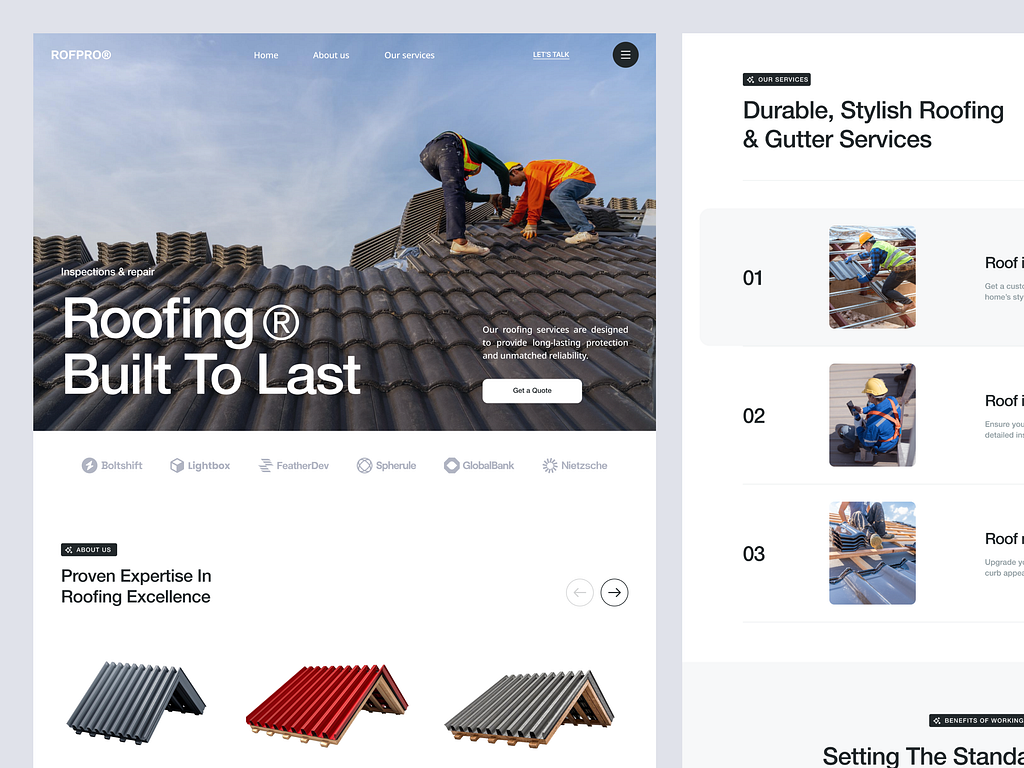 ROFPRO®
Home
About us
Our services
LET'S TALK
Inspections & repair
Roofing ®
Built To Last
Our roofing services are designed
to provide long-lasting protection
and unmatched reliability.
Get a Quote
Boltshift
Lightbox
FeatherDev
Spherule
GlobalBank
Nietzsche
ABOUT US
Proven Expertise In
Roofing Excellence
OUR SERVICES
Durable, Stylish Roofing
& Gutter Services
01
Roof i
Get a custo
home's sty
02
Roof i
Ensure you
detailed ins
03
Roof r
Upgrade yo
curb appea
BENEFITS OF WORKING
Setting The Standa